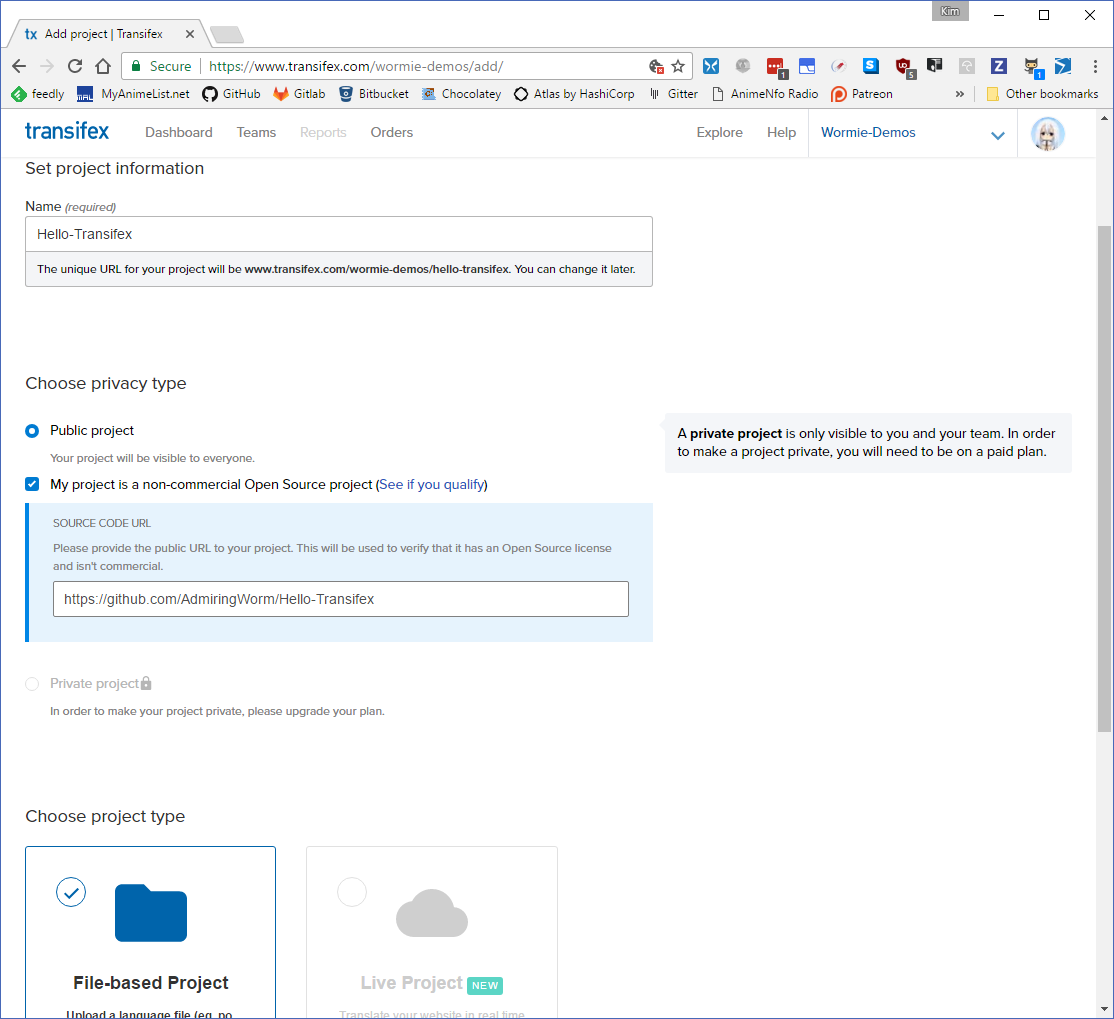 Kim
tx Add project | Transifex
Secure https://www.transifex.com/wormie-demos/add/
feedly MyAnimeList.net GitHub Gitlab Bitbucket Chocolatey Atlas by HashiCorp Gitter AnimeNfo Radio Patreon » Other bookmarks
transifex Dashboard Teams Reports Orders Explore Help Wormie-Demos
Set project information
Name (required)
Hello-Transifex
The unique URL for your project will be www.transifex.com/wormie-demos/hello-transifex. You can change it later.
Choose privacy type
Public project
Your project will be visible to everyone.
A private project is only visible to you and your team. In order
to make a project private, you will need to be on a paid plan.
My project is a non-commercial Open Source project (See if you qualify)
SOURCE CODE URL
Please provide the public URL to your project. This will be used to verify that it has an Open Source license
and isn't commercial.
https://github.com/AdmiringWorm/Hello-Transifex
Private project
In order to make your project private, please upgrade your plan.
Choose project type
File-based Project
Live Project NEW
Upload a language file (eg. po,
Translate your website in real time